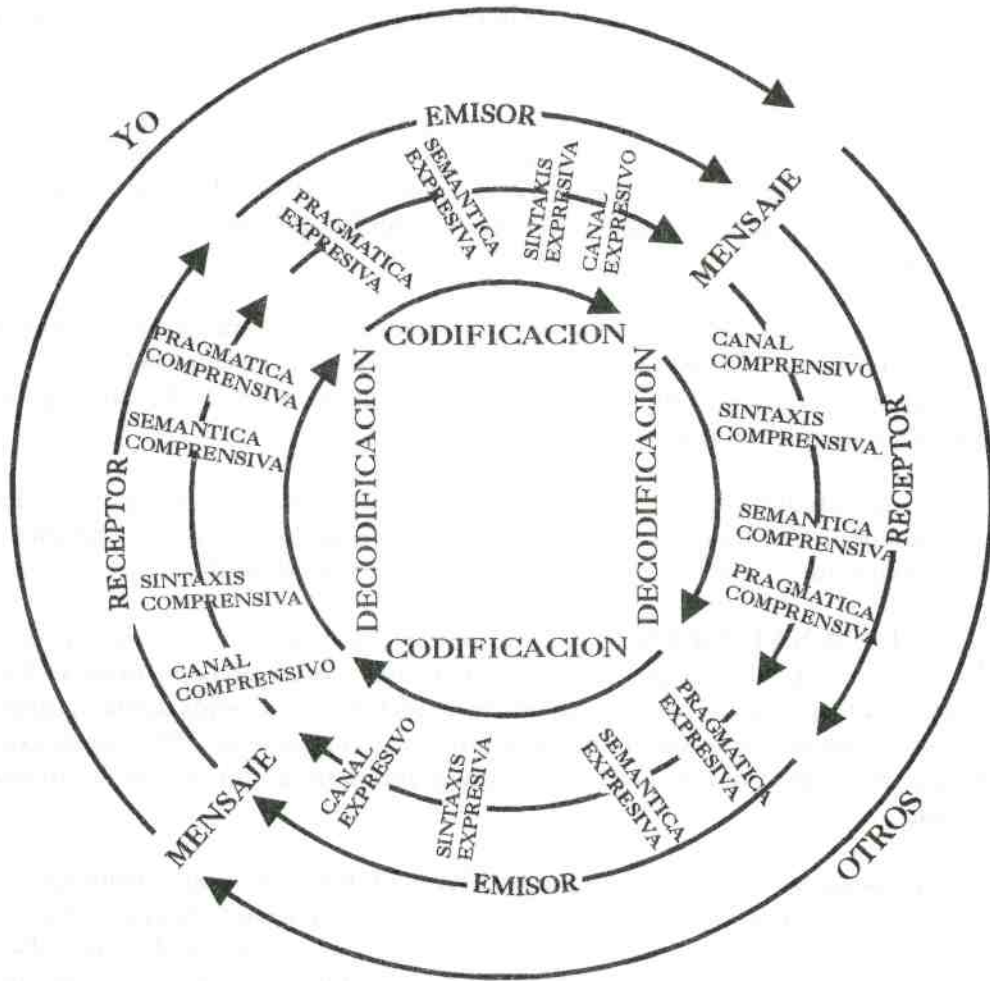 YO
EMISOR
PRAGMATICA
EXPRESIVA
SEMANTICA
EXPRESIVA
SINTAXIS
EXPRESIVA
CANAL
EXPRESIVO
MENSAJE
CODIFICACION
DECODIFICACION
DECODIFICACION
CODIFICACION
CANAL
COMPRENSIVO
SINTAXIS
COMPRENSIVA.
RECEPTOR
SEMANTICA
COMPRENSIVA
PRAGMATICA
COMPRENSIVA
OTROS
PRAGMATICA
EXPRESIVA
SEMANTICA
EXPRESIVA
EMISOR
SINTAXIS
EXPRESIVA
CANAL
EXPRESIVO
MENSAJE
CANAL
COMPRENSIVO
SINTAXIS
COMPRENSIVA
RECEPTOR
SEMANTICA
COMPRENSIVA
PRAGMATICA
COMPRENSIVA